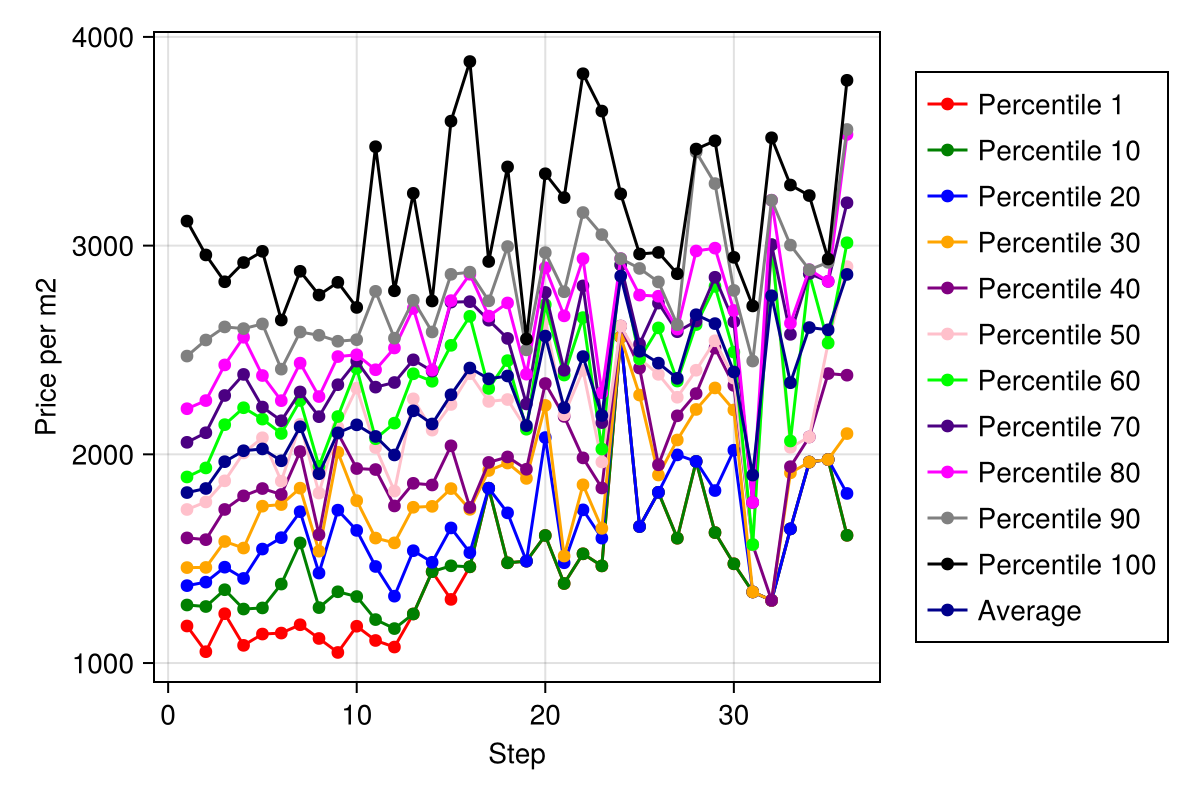 4000
3000
2000
1000
Price per m2
0 10 20 30
Step
Percentile 1
Percentile 10
Percentile 20
Percentile 30
Percentile 40
Percentile 50
Percentile 60
Percentile 70
Percentile 80
Percentile 90
Percentile 100
Average